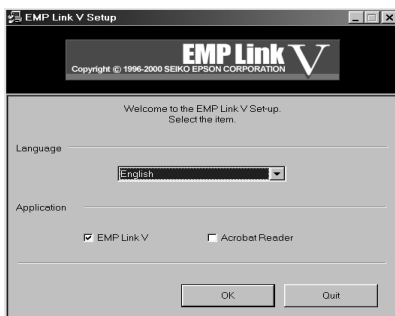 EMP Link V Setup
EMP Link V
Copyright © 1996-2000 SEIKO EPSON CORPORATION
Welcome to the EMP Link V Set-up.
Select the item.
Language
English
Application
EMP Link V Acrobat Reader
OK Quit